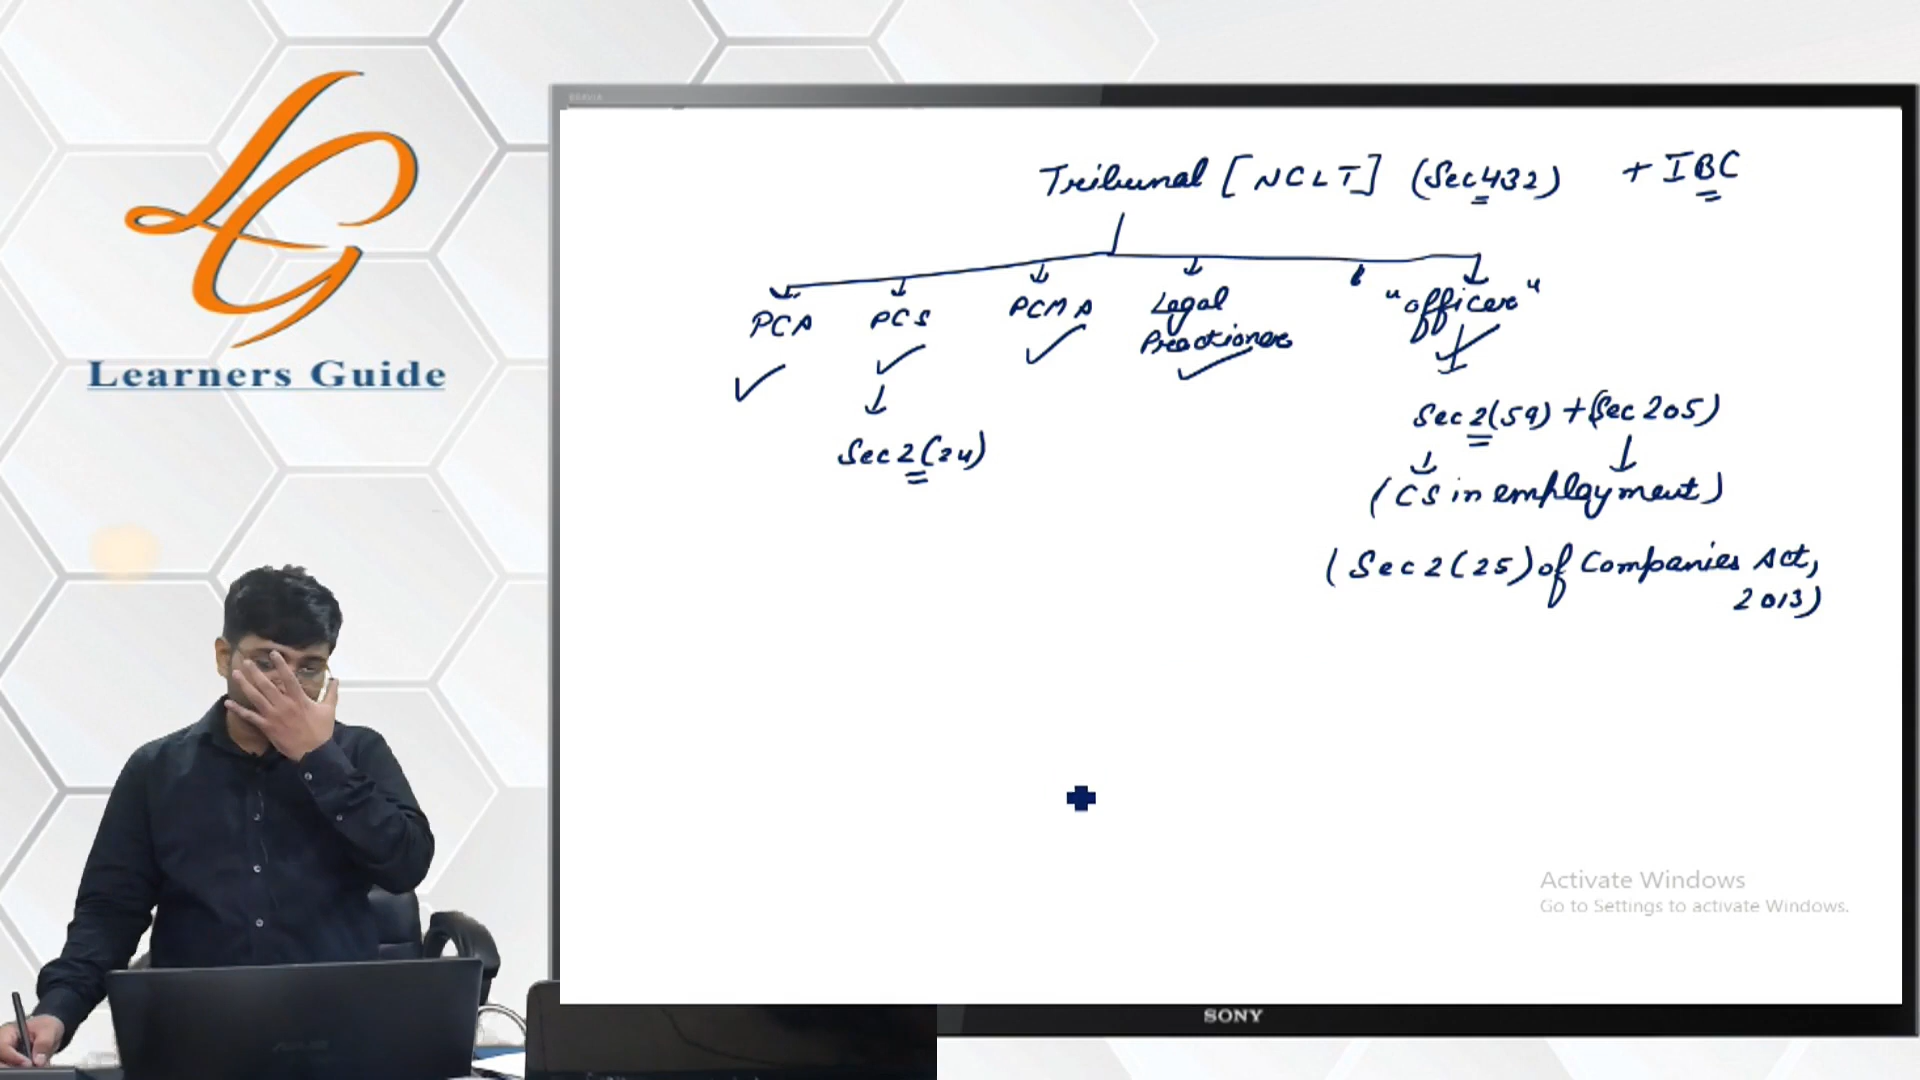 Learners Guide
Tribunal [NCLT] (Sec 432) + IBC
PCA PCS PCMA Legal Practioner "officer"
Sec 2(24)
Sec 2(59) + (Sec 205)
(CS in employment)
(Sec 2(25) of Companies Act,
2013)
Activate Windows
Go to Settings to activate Windows.
SONY